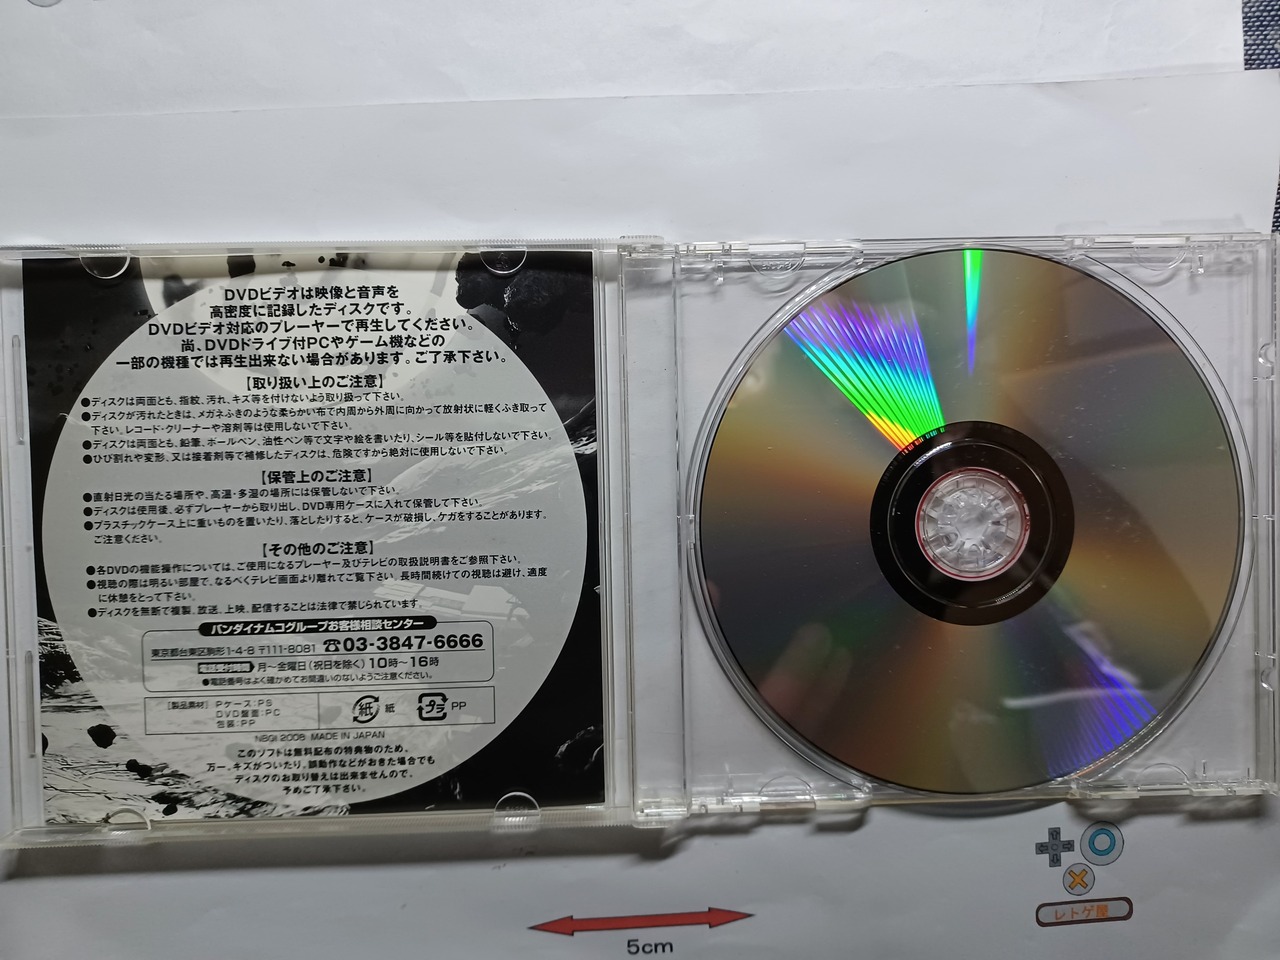 DVDビデオは映像と音声を
高密度に記録したディスクです。
DVDビデオ対応のプレーヤーで再生してください。
尚、DVDドライブ付PCやゲーム機などの
一部の機種では再生出来ない場合があります。ご了承下さい。
【取り扱い上のご注意】
●ディスクは両面とも、指紋、汚れ、キズ等を付けないよう取り扱って下さい。
●ディスクが汚れたときは、メガネふきのような柔らかい布で内周から外周に向かって放射状に軽くふき取って
下さい。レコード・クリーナーや溶剤等は使用しないで下さい。
●ディスクは両面とも、鉛筆、ボールペン、油性ペン等で文字や絵を書いたり、シール等を貼付しないで下さい。
●ひび割れや変形、又は接着剤等で補修したディスクは、危険ですから絶対に使用しないで下さい。
【保管上のご注意】
●直射日光の当たる場所や、高温・多湿の場所には保管しないで下さい。
●ディスクは使用後、必ずプレーヤーから取り出し、DVD専用ケースに入れて保管して下さい。
●プラスチックケース上に重いものを置いたり、落としたりすると、ケースが破損し、ケガをすることがあります。
ご注意ください。
【その他のご注意】
●各DVDの機能操作については、ご使用になるプレーヤー及びテレビの取扱説明書をご参照下さい。
●視聴の際は明るい部屋で、なるべくテレビ画面より離れてご覧下さい。長時間続けての視聴は避け、適度
に休憩をとって下さい。
●ディスクを無断で複製、放送、上映、配信することは法律で禁じられています。
バンダイナムコグループお客様相談センター
東京都台東区駒形1-4-8 〒111-8081 ☎03-3847-6666
電話受付時間 月～金曜日(祝日を除く)10時～16時
●電話番号はよく確かめてお間違いのないようご注意ください。
[製品素材] Pケース:PS
DVD盤面:PC
包装:PP
紙 紙 プラ PP
NBGI 2008 MADE IN JAPAN
このソフトは無料配布の特典物のため、
万一、キズがついたり、誤動作などがおきた場合でも
ディスクのお取り替えは出来ませんので、
予めご了承下さい。
レトゲ屋
5cm